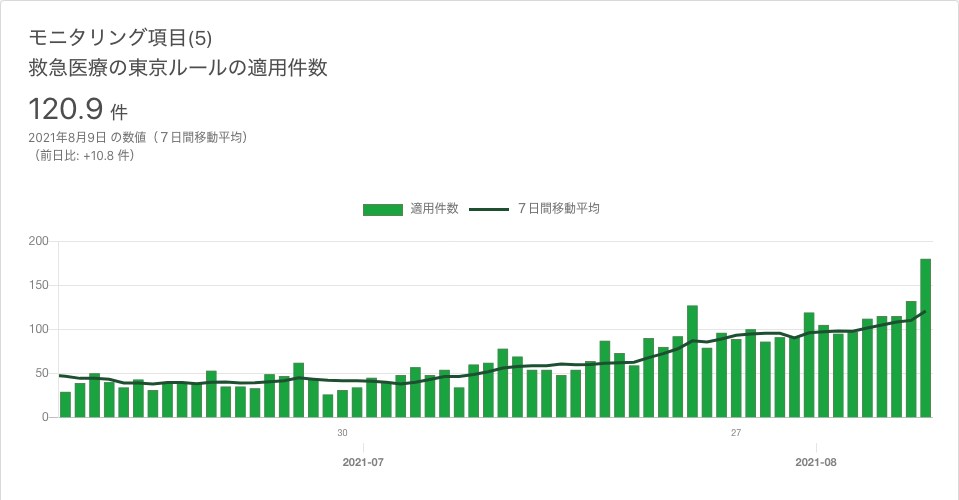 モニタリング項目(5)
救急医療の東京ルールの適用件数
120.9 件
2021年8月9日 の数値（７日間移動平均）
（前日比: +10.8 件）
適用件数 ７日間移動平均
200
150
100
50
0
30 27
2021-07 2021-08